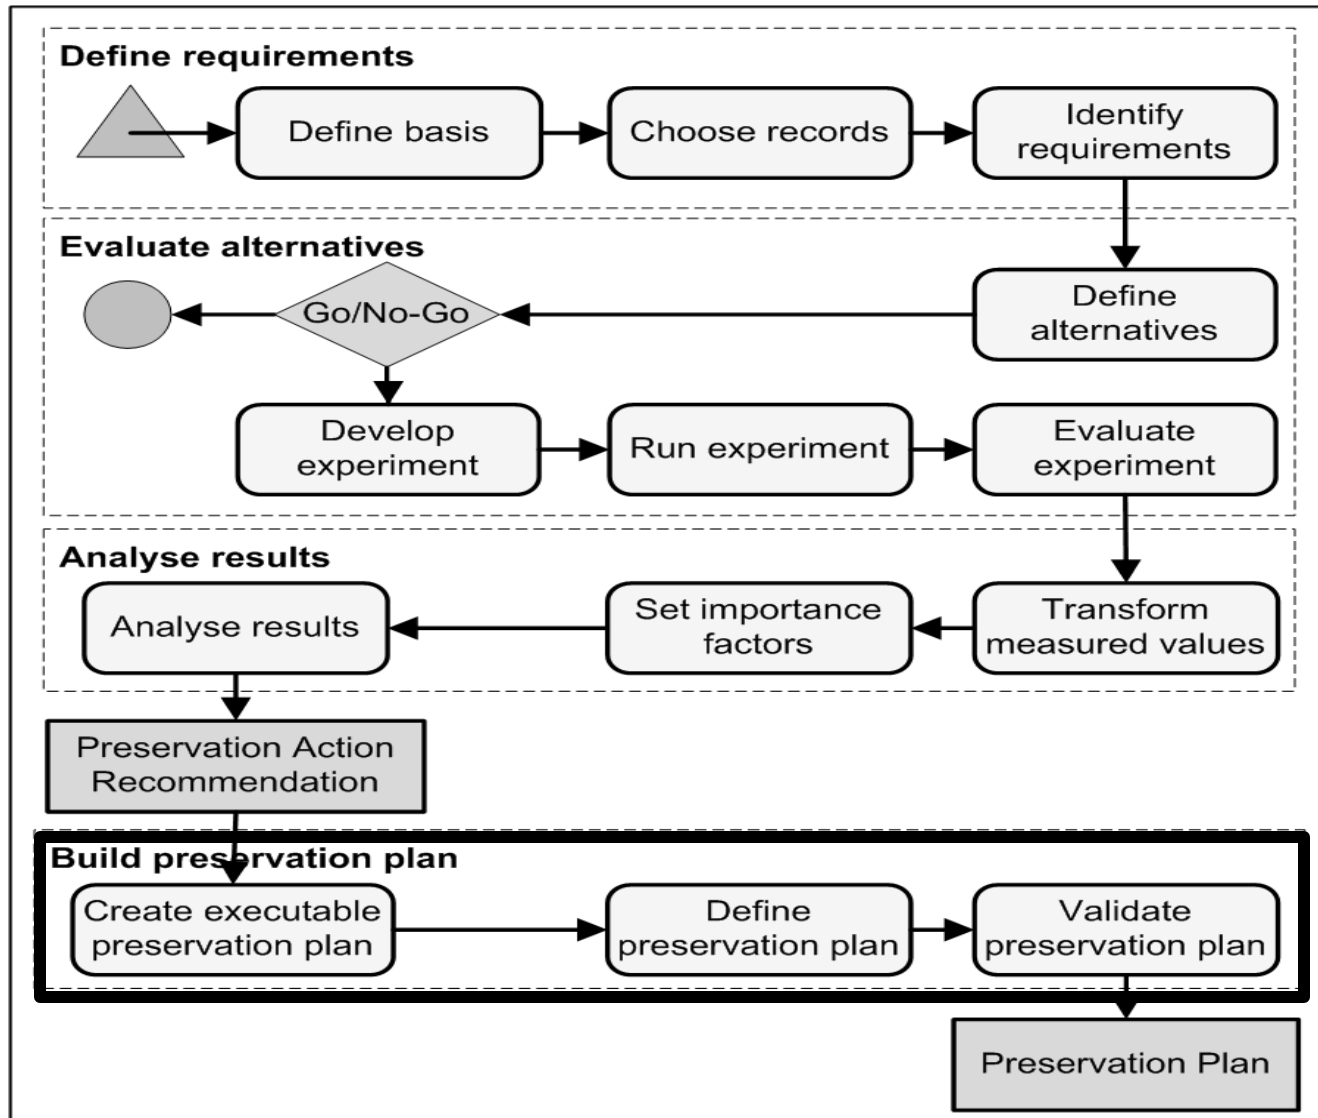 Define requirements
Define basis
Choose records
Identify
requirements
Evaluate alternatives
Go/No-Go
Define
alternatives
Develop
experiment
Run experiment
Evaluate
experiment
Analyse results
Analyse results
Set importance
factors
Transform
measured values
Preservation Action
Recommendation
Build preservation plan
Create executable
preservation plan
Define
preservation plan
Validate
preservation plan
Preservation Plan